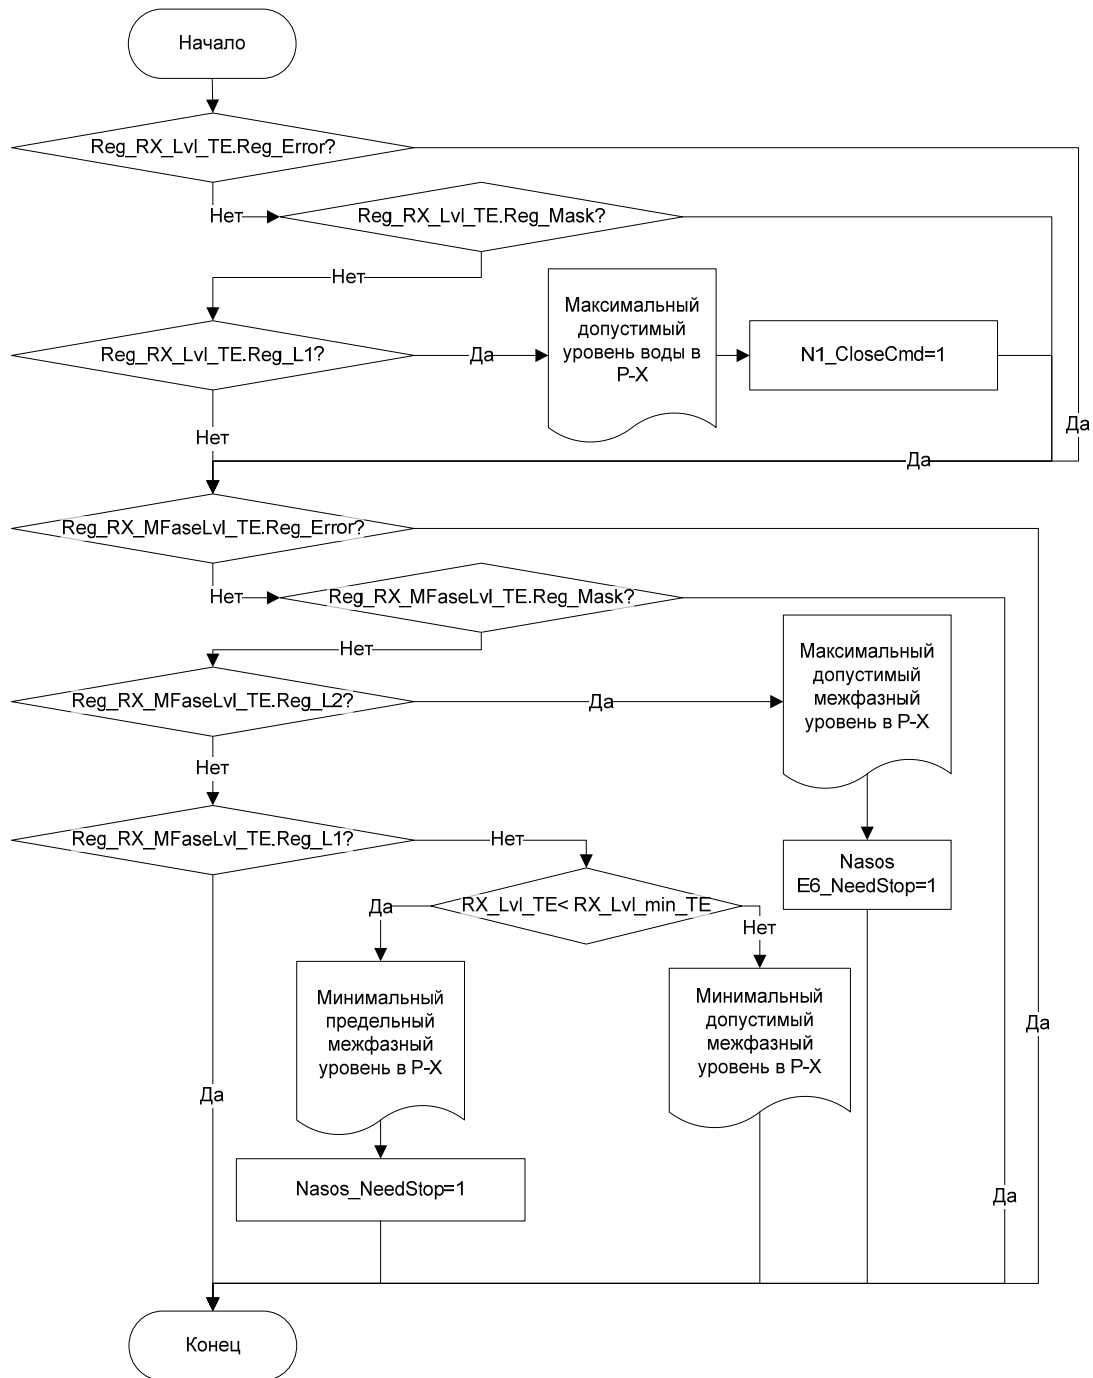 Начало
Reg_RX_Lvl_TE.Reg_Error?
Нет
Reg_RX_Lvl_TE.Reg_Mask?
Нет
Reg_RX_Lvl_TE.Reg_L1?
Да
Максимальный
допустимый
уровень воды в
Р-Х
N1_CloseCmd=1
Да
Нет
Да
Reg_RX_MFaseLvl_TE.Reg_Error?
Нет
Reg_RX_MFaseLvl_TE.Reg_Mask?
Нет
Reg_RX_MFaseLvl_TE.Reg_L2?
Да
Максимальный
допустимый
межфазный
уровень в Р-Х
Нет
Reg_RX_MFaseLvl_TE.Reg_L1?
Нет
Nasos
E6_NeedStop=1
RX_Lvl_TE< RX_Lvl_min_TE
Да
Нет
Минимальный
предельный
межфазный
уровень в Р-Х
Минимальный
допустимый
межфазный
уровень в Р-Х
Да
Да
Nasos_NeedStop=1
Да
Конец